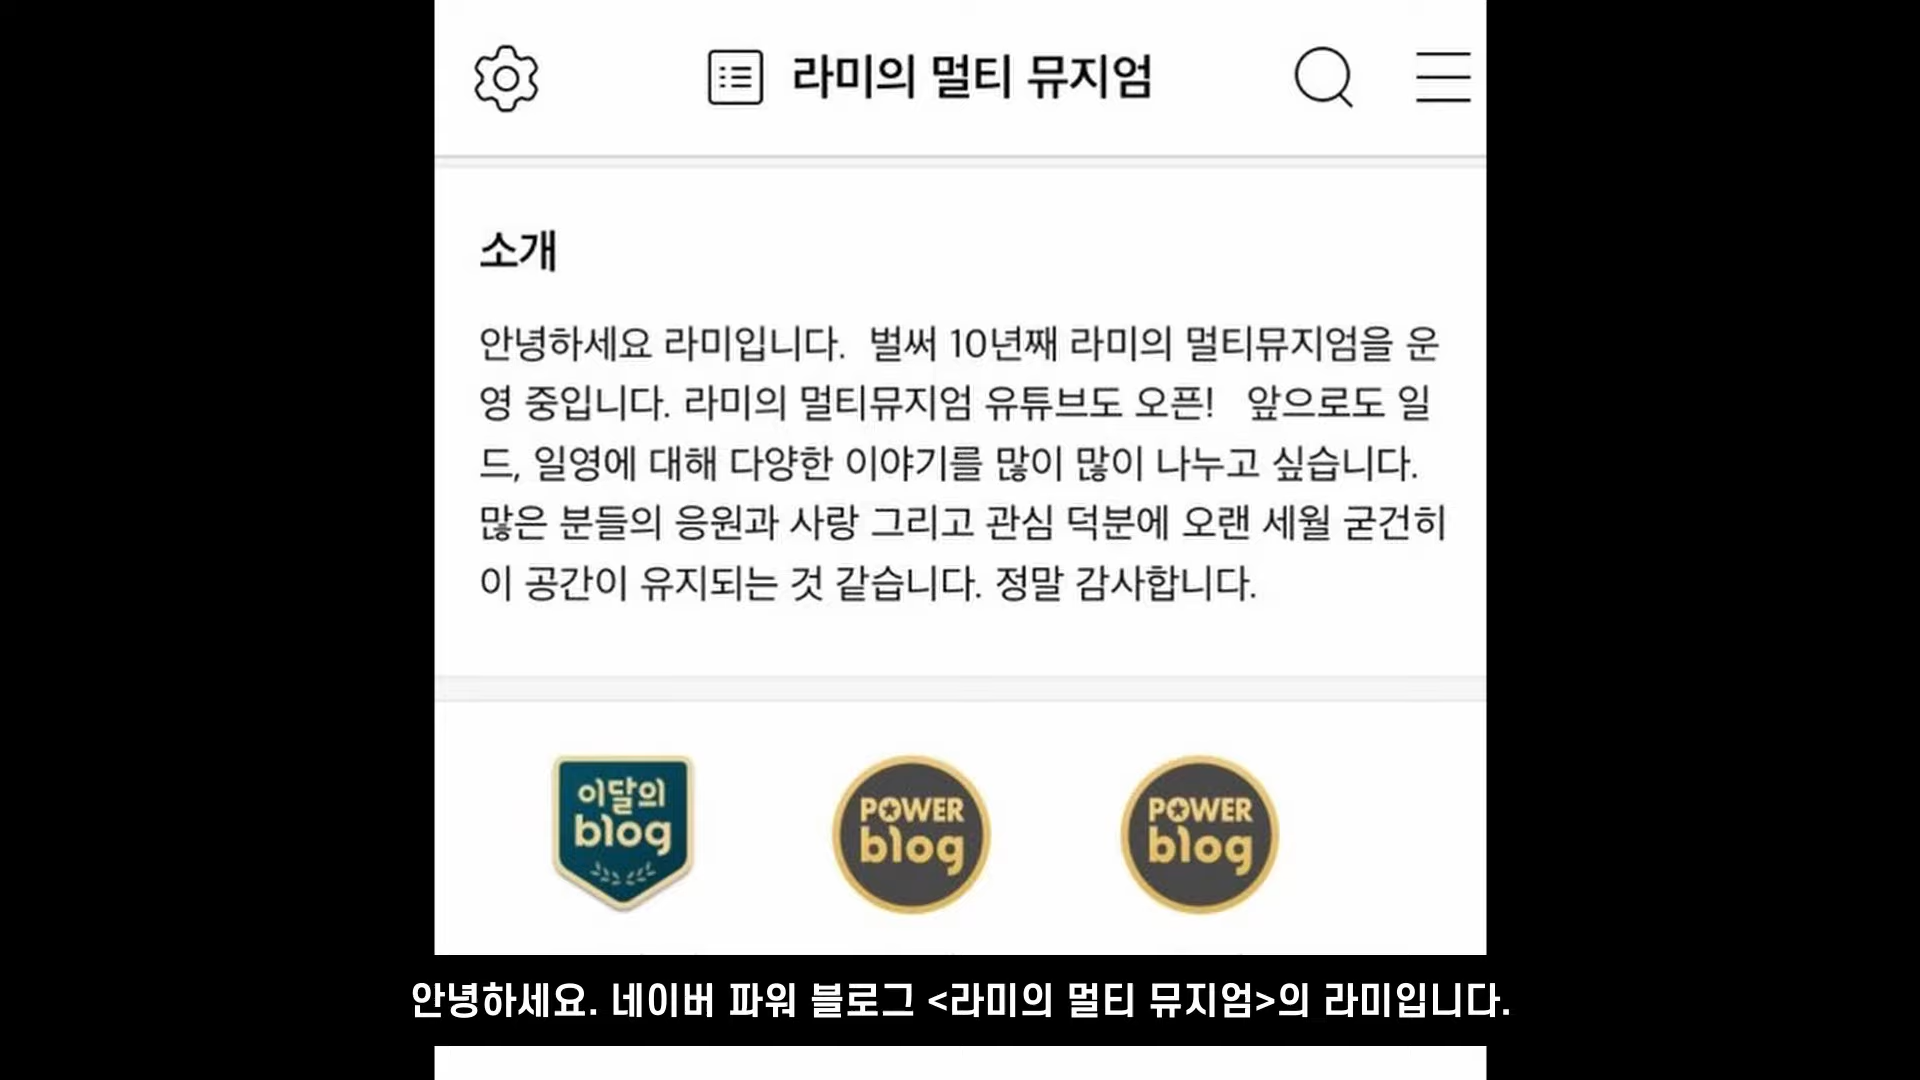 라미의 멀티 뮤지엄
소개
안녕하세요 라미입니다. 벌써 10년째 라미의 멀티뮤지엄을 운
영 중입니다. 라미의 멀티뮤지엄 유튜브도 오픈! 앞으로도 일
드, 일영에 대해 다양한 이야기를 많이 많이 나누고 싶습니다.
많은 분들의 응원과 사랑 그리고 관심 덕분에 오랜 세월 굳건히
이 공간이 유지되는 것 같습니다. 정말 감사합니다.
이달의
blog
POWER
blog
POWER
blog
안녕하세요. 네이버 파워 블로그 <라미의 멀티 뮤지엄>의 라미입니다.